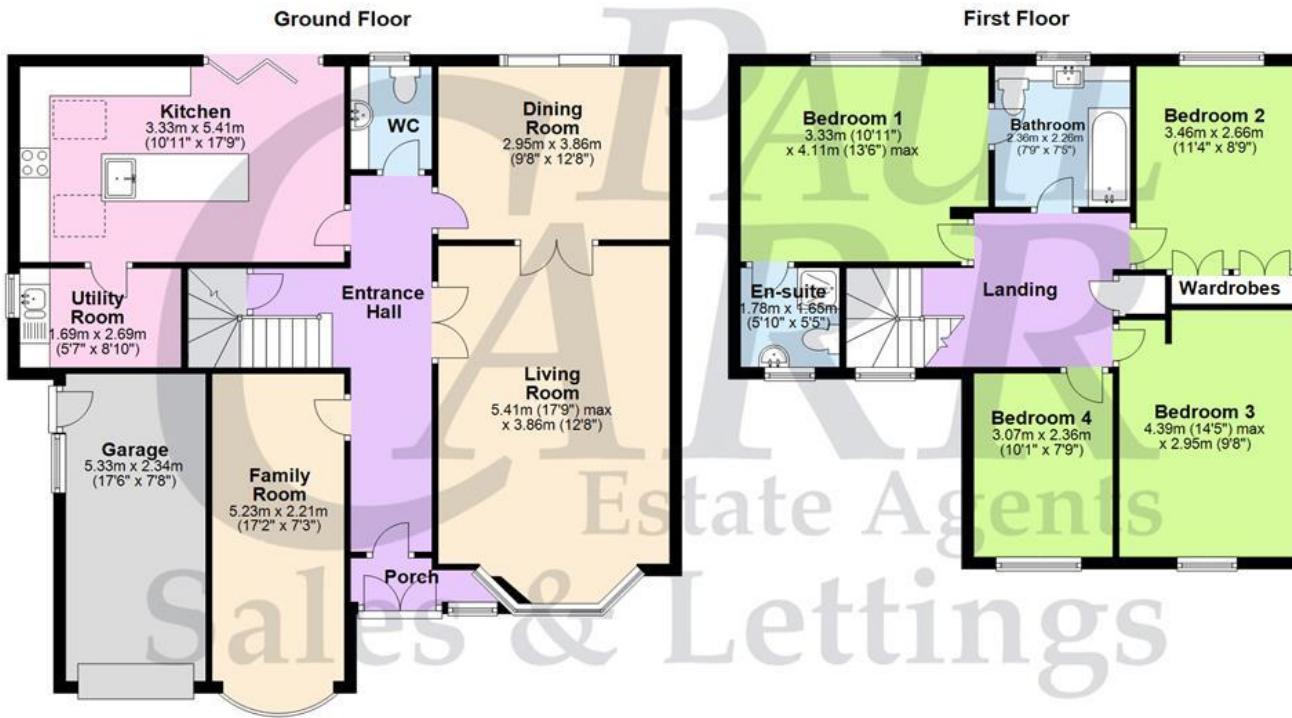 Ground Floor
Kitchen
3.33m x 5.41m
(10'11" x 17'9")
WC
Dining
Room
2.95m x 3.86m
(9'8" x 12'8")
Utility
Room
1.69m x 2.69m
(5'7" x 8'10")
Entrance
Hall
Living
Room
5.41m (17'9") max
x 3.86m (12'8")
Garage
5.33m x 2.34m
(17'6" x 7'8")
Family
Room
5.23m x 2.21m
(17'2" x 7'3")
Porch
First Floor
Bedroom 1
3.33m (10'11")
x 4.11m (13'6") max
Bathroom
2.36m x 2.26m
(7'9" x 7'5")
Bedroom 2
3.46m x 2.66m
(11'4" x 8'9")
En-suite
1.78m x 1.65m
(5'10" x 5'5")
Landing
Wardrobes
Bedroom 4
3.07m x 2.36m
(10'1" x 7'9")
Bedroom 3
4.39m (14'5") max
x 2.95m (9'8")
PAUL
CARR
Estate Agents
Sales & Lettings